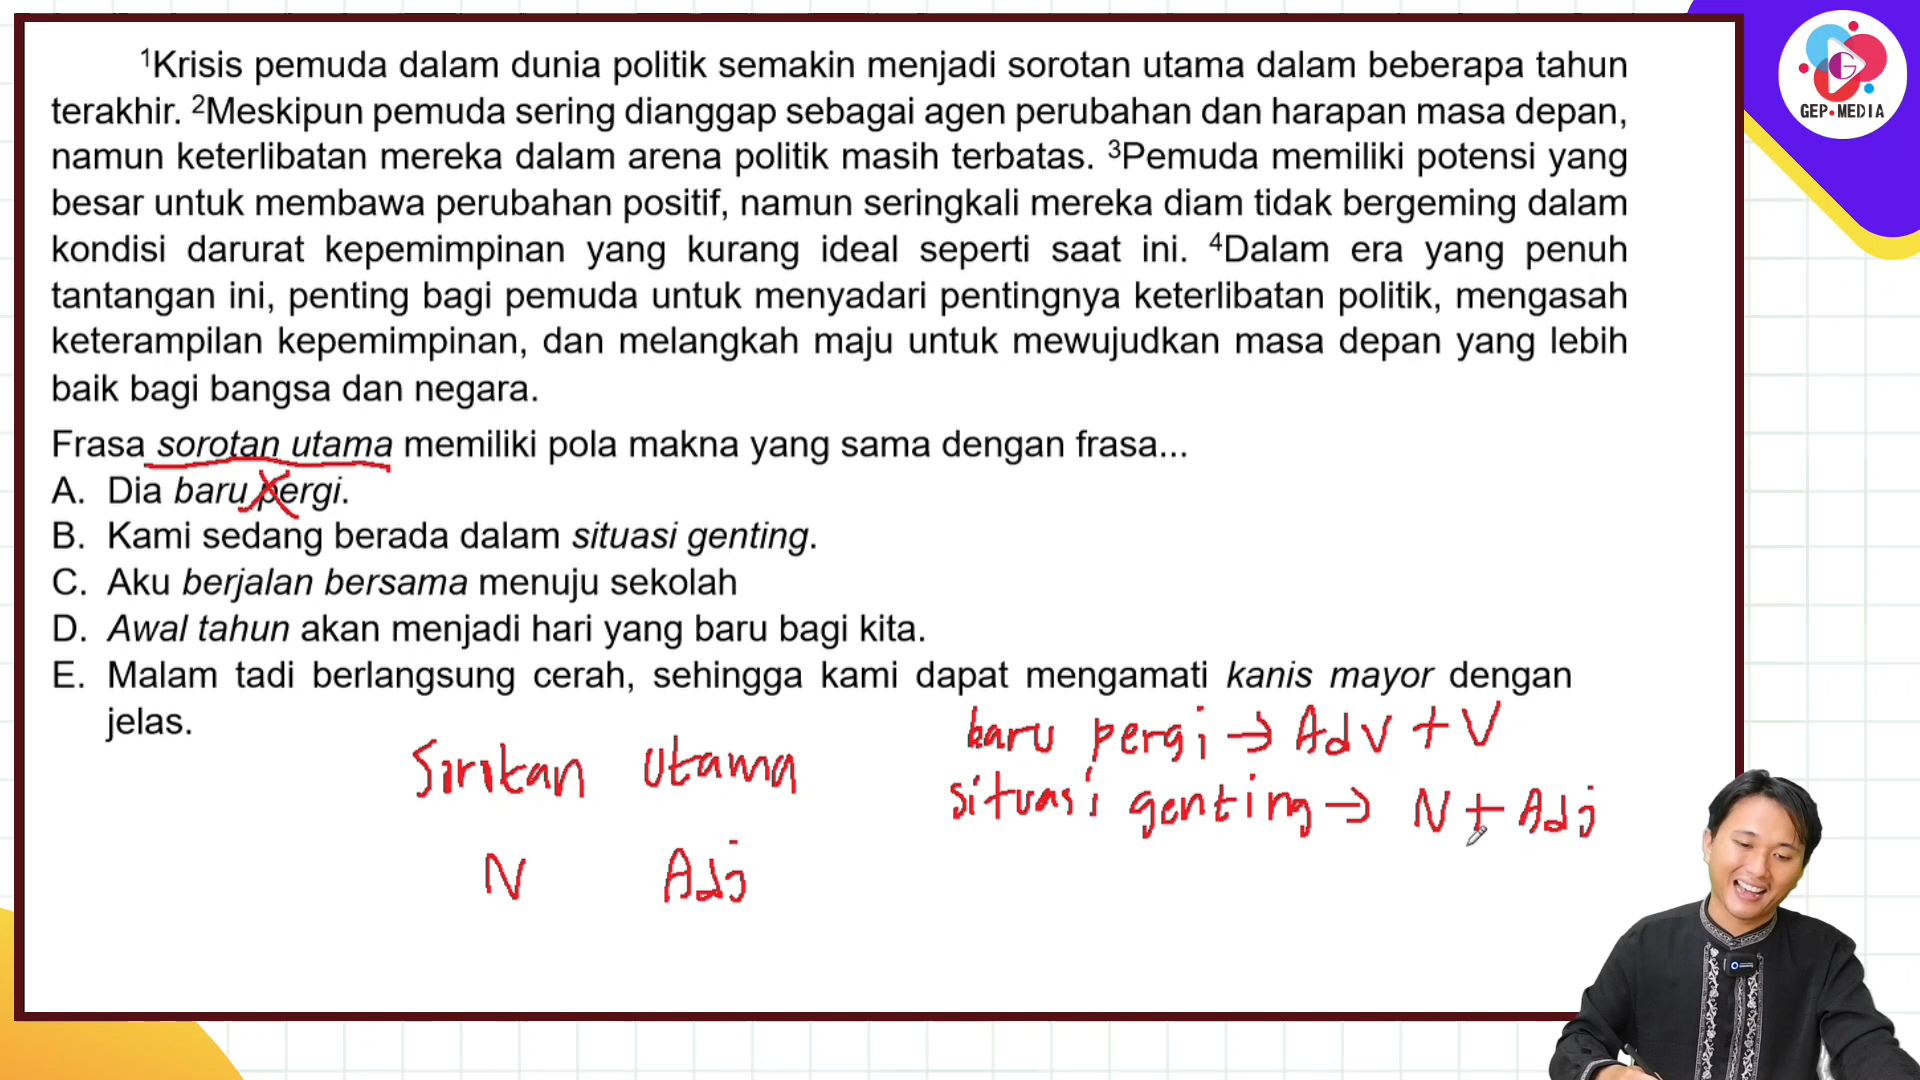 ¹Krisis pemuda dalam dunia politik semakin menjadi sorotan utama dalam beberapa tahun
terakhir. ²Meskipun pemuda sering dianggap sebagai agen perubahan dan harapan masa depan,
namun keterlibatan mereka dalam arena politik masih terbatas. ³Pemuda memiliki potensi yang
besar untuk membawa perubahan positif, namun seringkali mereka diam tidak bergeming dalam
kondisi darurat kepemimpinan yang kurang ideal seperti saat ini. ⁴Dalam era yang penuh
tantangan ini, penting bagi pemuda untuk menyadari pentingnya keterlibatan politik, mengasah
keterampilan kepemimpinan, dan melangkah maju untuk mewujudkan masa depan yang lebih
baik bagi bangsa dan negara.
Frasa sorotan utama memiliki pola makna yang sama dengan frasa...
A. Dia baru pergi.
B. Kami sedang berada dalam situasi genting.
C. Aku berjalan bersama menuju sekolah
D. Awal tahun akan menjadi hari yang baru bagi kita.
E. Malam tadi berlangsung cerah, sehingga kami dapat mengamati kanis mayor dengan
jelas.
Sorotan utama
N Adj
baru pergi → Adv + V
situasi genting → N + Adj
G
GEP•MEDIA